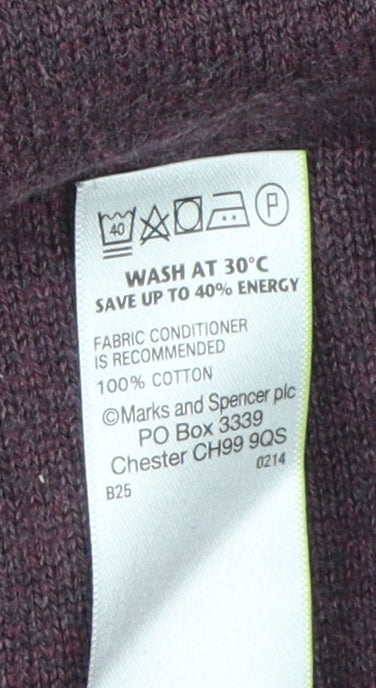 40 P
WASH AT 30°C
SAVE UP TO 40% ENERGY
FABRIC CONDITIONER
IS RECOMMENDED
100% COTTON
©Marks and Spencer plc
PO Box 3339
Chester CH99 9QS
0214
B25